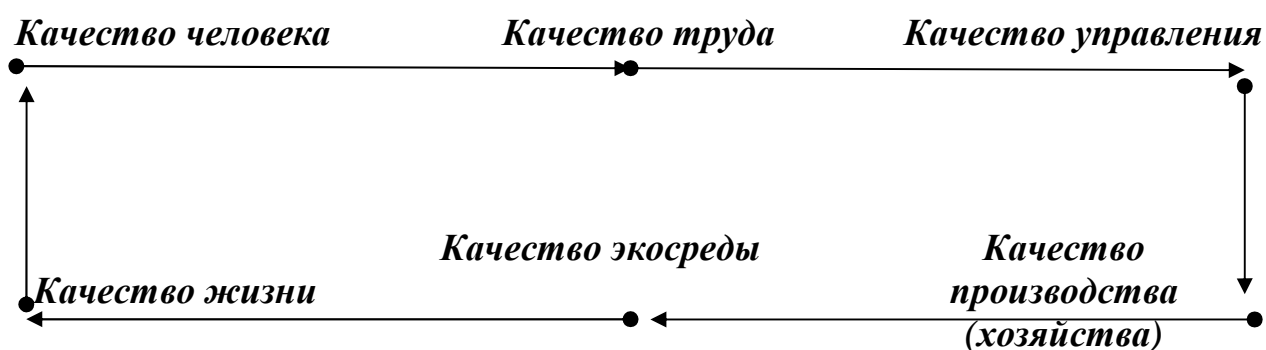 Качество человека
Качество труда
Качество управления
Качество экосреды
Качество
производства
(хозяйства)
Качество жизни